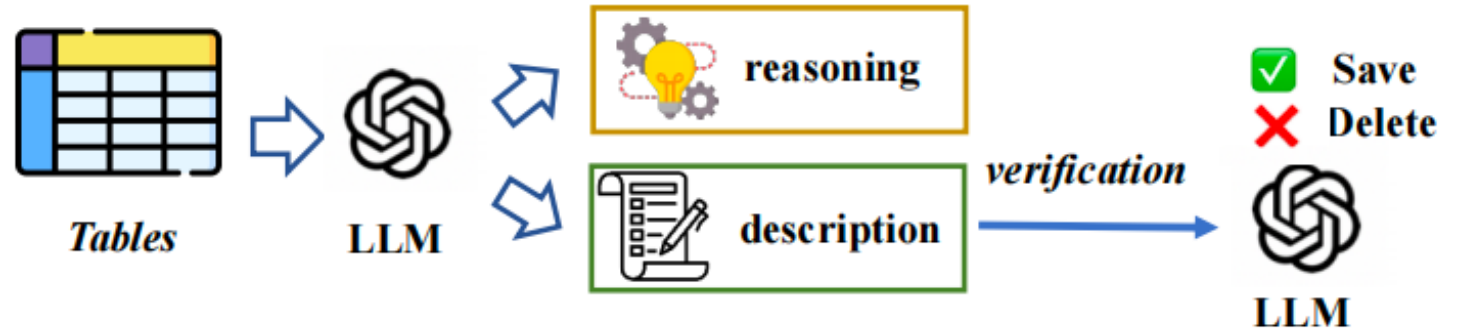 Tables
LLM
reasoning
description
verification
Save
Delete
LLM